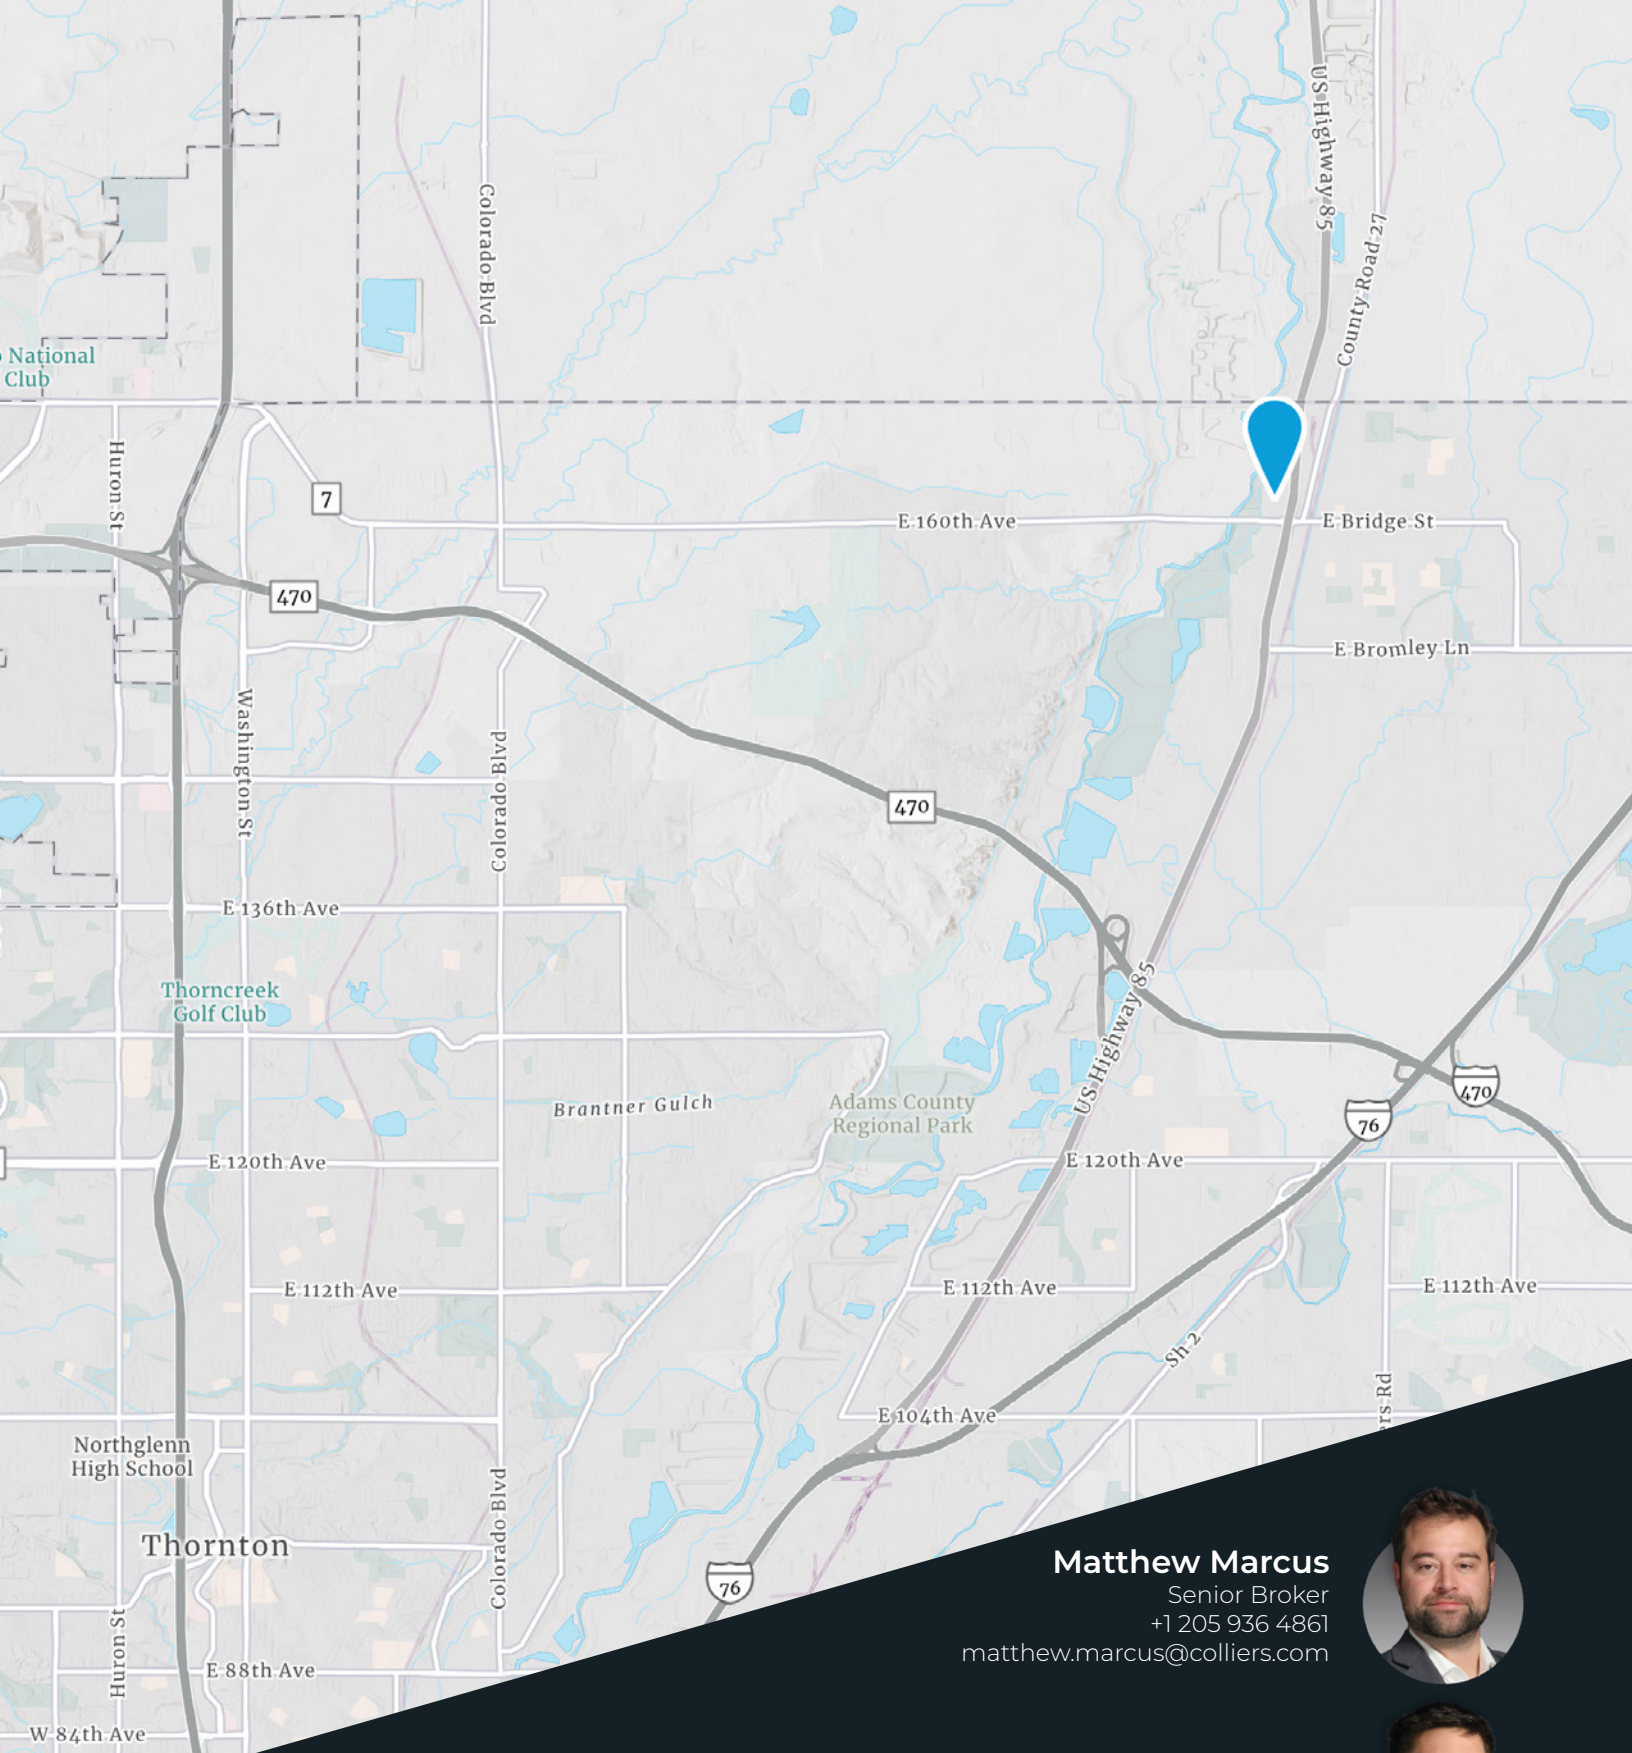 US Highway 85
Colorado Blvd
County Road 27
National
Club
Huron St
7
E 160th Ave
E Bridge St
470
E Bromley Ln
Washington St
Colorado Blvd
470
E 136th Ave
Thorncreek
Golf Club
US Highway 85
Brantner Gulch
Adams County
Regional Park
470
76
E 120th Ave
E 120th Ave
E 112th Ave
E 112th Ave
E 112th Ave
Sh 2
ers Rd
E 104th Ave
Northglenn
High School
Colorado Blvd
Thornton
76
Huron St
E 88th Ave
W 84th Ave
Matthew Marcus
Senior Broker
+1 205 936 4861
matthew.marcus@colliers.com